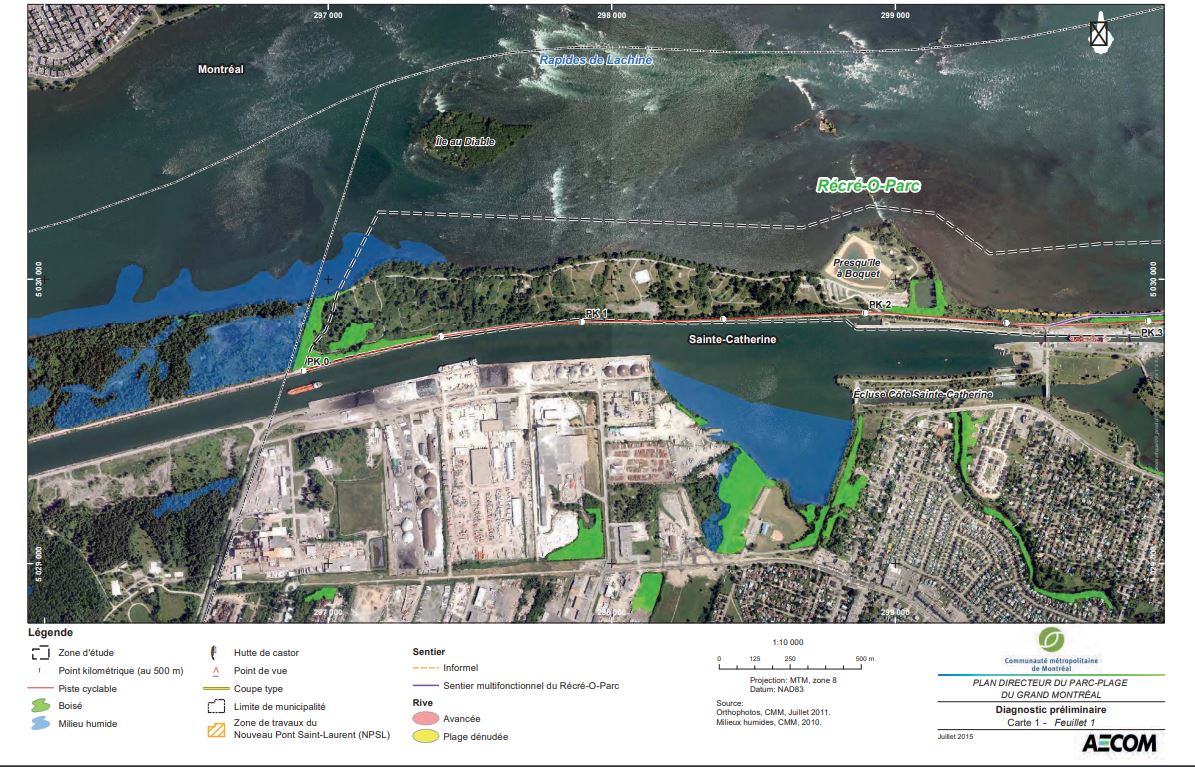 297 000
298 000
299 000
Montréal
Rapides de Lachine
Île au Diable
Récré-O-Parc
Presqu'île
à Boquet
5 030 000
5 030 000
PK 2
PK 1
PK 3
Sainte-Catherine
PK 0
Écluse Côte Sainte-Catherine
5 029 000
297 000
298 000
299 000
Légende
Zone d'étude
Point kilométrique (au 500 m)
Piste cyclable
Boisé
Milieu humide
Hutte de castor
Point de vue
Coupe type
Limite de municipalité
Zone de travaux du
Nouveau Pont Saint-Laurent (NPSL)
Sentier
Informel
Sentier multifonctionnel du Récré-O-Parc
Rive
Avancée
Plage dénudée
1:10 000
0 125 250 500 m
Projection: MTM, zone 8
Datum: NAD83
Source:
Orthophotos, CMM, Juillet 2011.
Milieux humides, CMM, 2010.
Communauté métropolitaine
de Montréal
PLAN DIRECTEUR DU PARC-PLAGE
DU GRAND MONTRÉAL
Diagnostic préliminaire
Carte 1 - Feuillet 1
Juillet 2015
AECOM